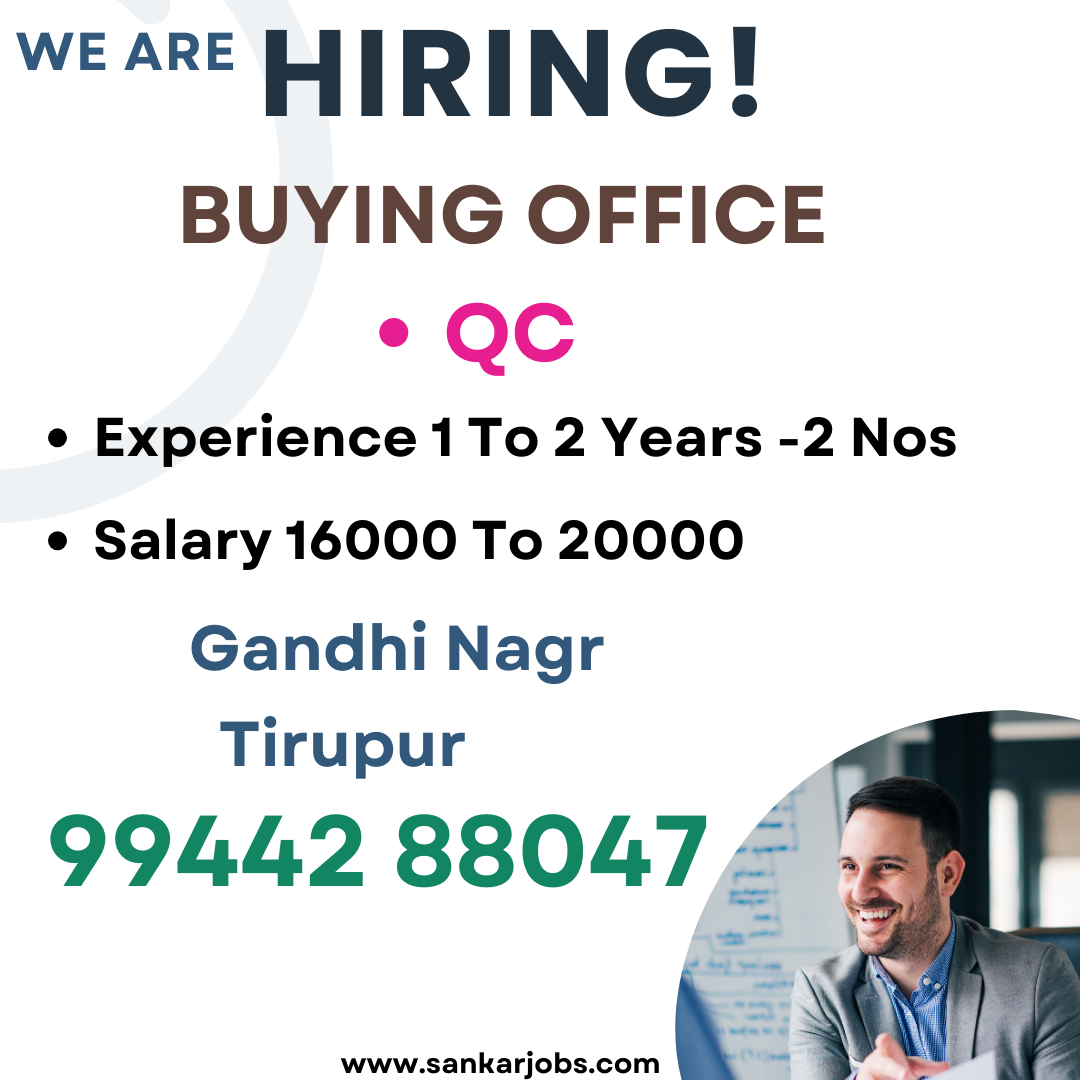 WE ARE HIRING!
BUYING OFFICE
• QC
• Experience 1 To 2 Years -2 Nos
• Salary 16000 To 20000
Gandhi Nagr
Tirupur
99442 88047
www.sankarjobs.com